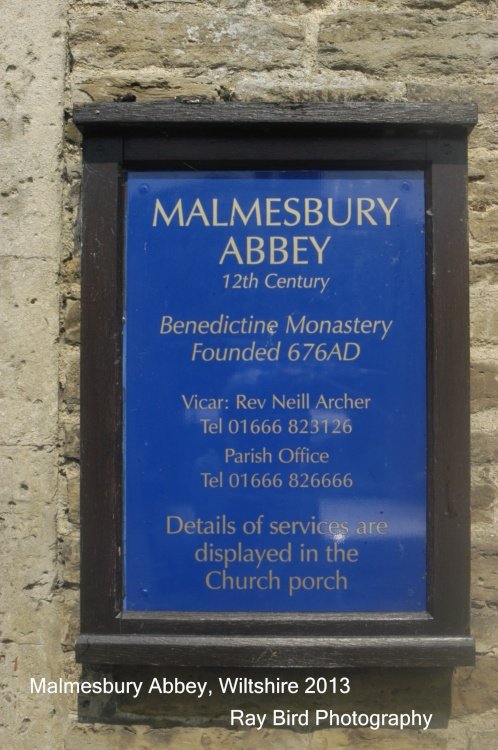 MALMESBURY
ABBEY
12th Century
Benedictine Monastery
Founded 676AD
Vicar: Rev Neill Archer
Tel 01666 823126
Parish Office
Tel 01666 826666
Details of services are
displayed in the
Church porch
Malmesbury Abbey, Wiltshire 2013
Ray Bird Photography